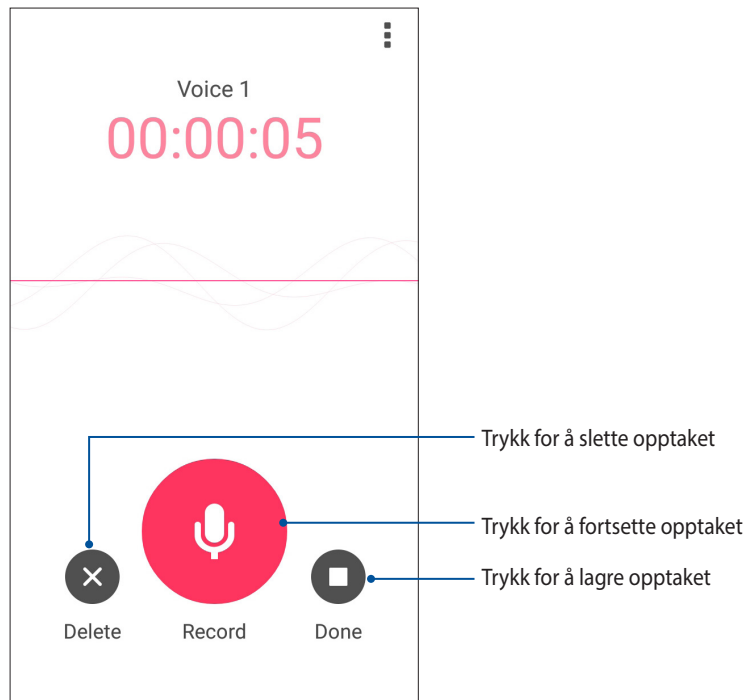 Voice 1
00:00:05
Trykk for å slette opptaket
Trykk for å fortsette opptaket
Trykk for å lagre opptaket
Delete
Record
Done